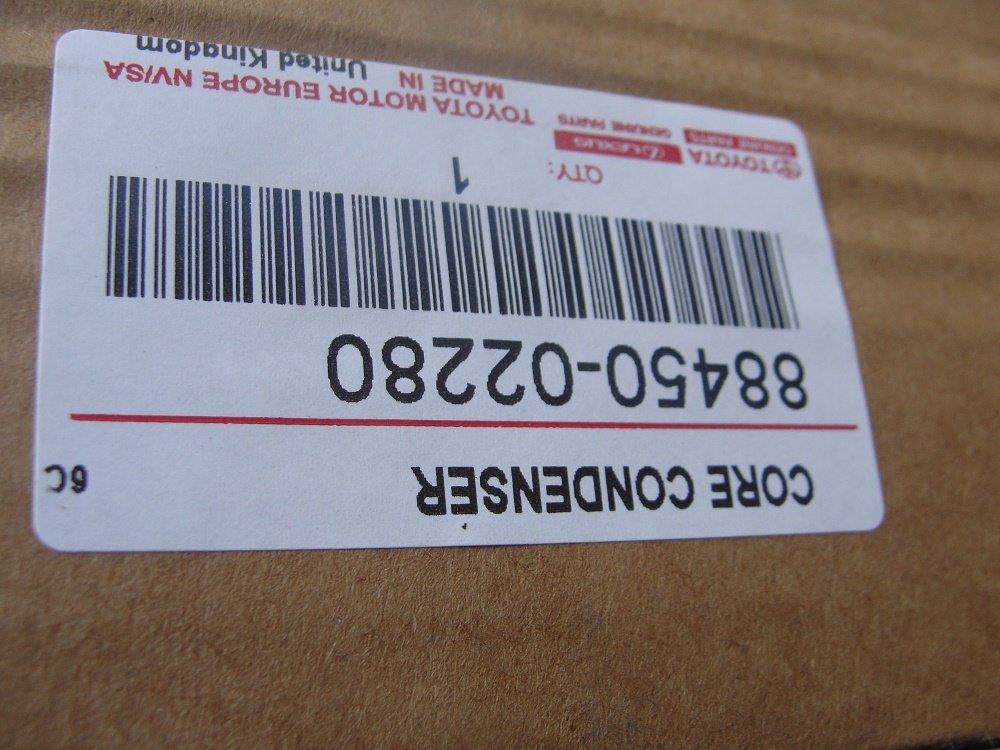 CORE CONDENSER
6C
88450-02280
QTY: 1
TOYOTA
GENUINE PARTS
LEXUS
GENUINE PARTS
TOYOTA MOTOR EUROPE NV/SA
MADE IN
United Kingdom